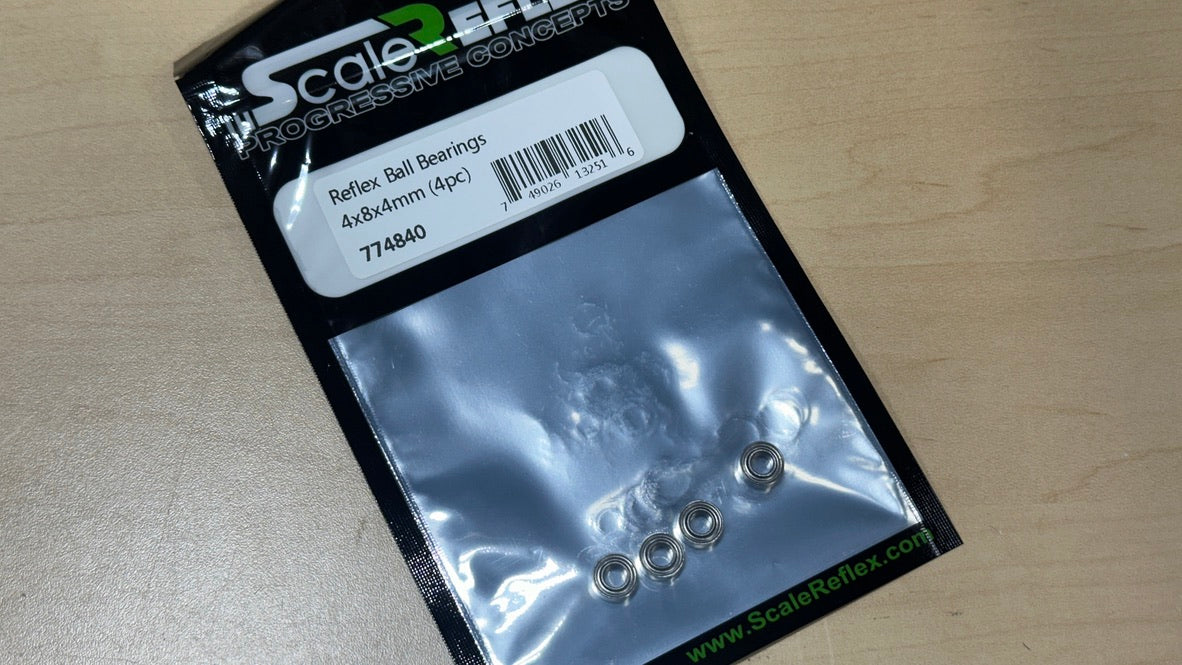 ScaleREFLEX
PROGRESSIVE CONCEPTS
Reflex Ball Bearings
4x8x4mm (4pc)
774840
7 49026 13251 6
www.ScaleReflex.com